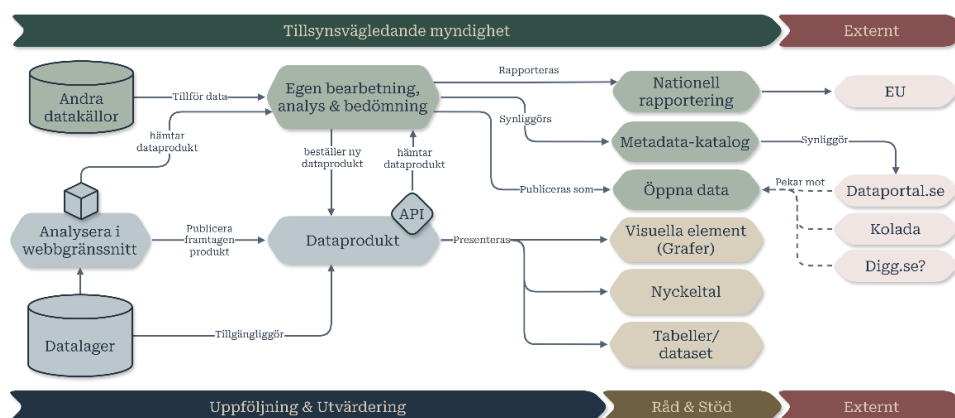 Tillsynsvägledande myndighet
Externt
Andra
datakällor
Tillför data
Egen bearbetning,
analys & bedömning
Rapporteras
Nationell
rapportering
EU
Synliggörs
Metadata-katalog
Synliggör
hämtar
dataprodukt
beställer ny
dataprodukt
hämtar
dataprodukt
Publiceras som
Öppna data
Pekar mot
Dataportal.se
API
Analysera i
webbgränssnitt
Publicera
framtagen
produkt
Dataprodukt
Presenteras
Visuella element
(Grafer)
Kolada
Digg.se?
Nyckeltal
Datalager
Tillgängliggör
Tabeller/
dataset
Uppföljning & Utvärdering
Råd & Stöd
Externt